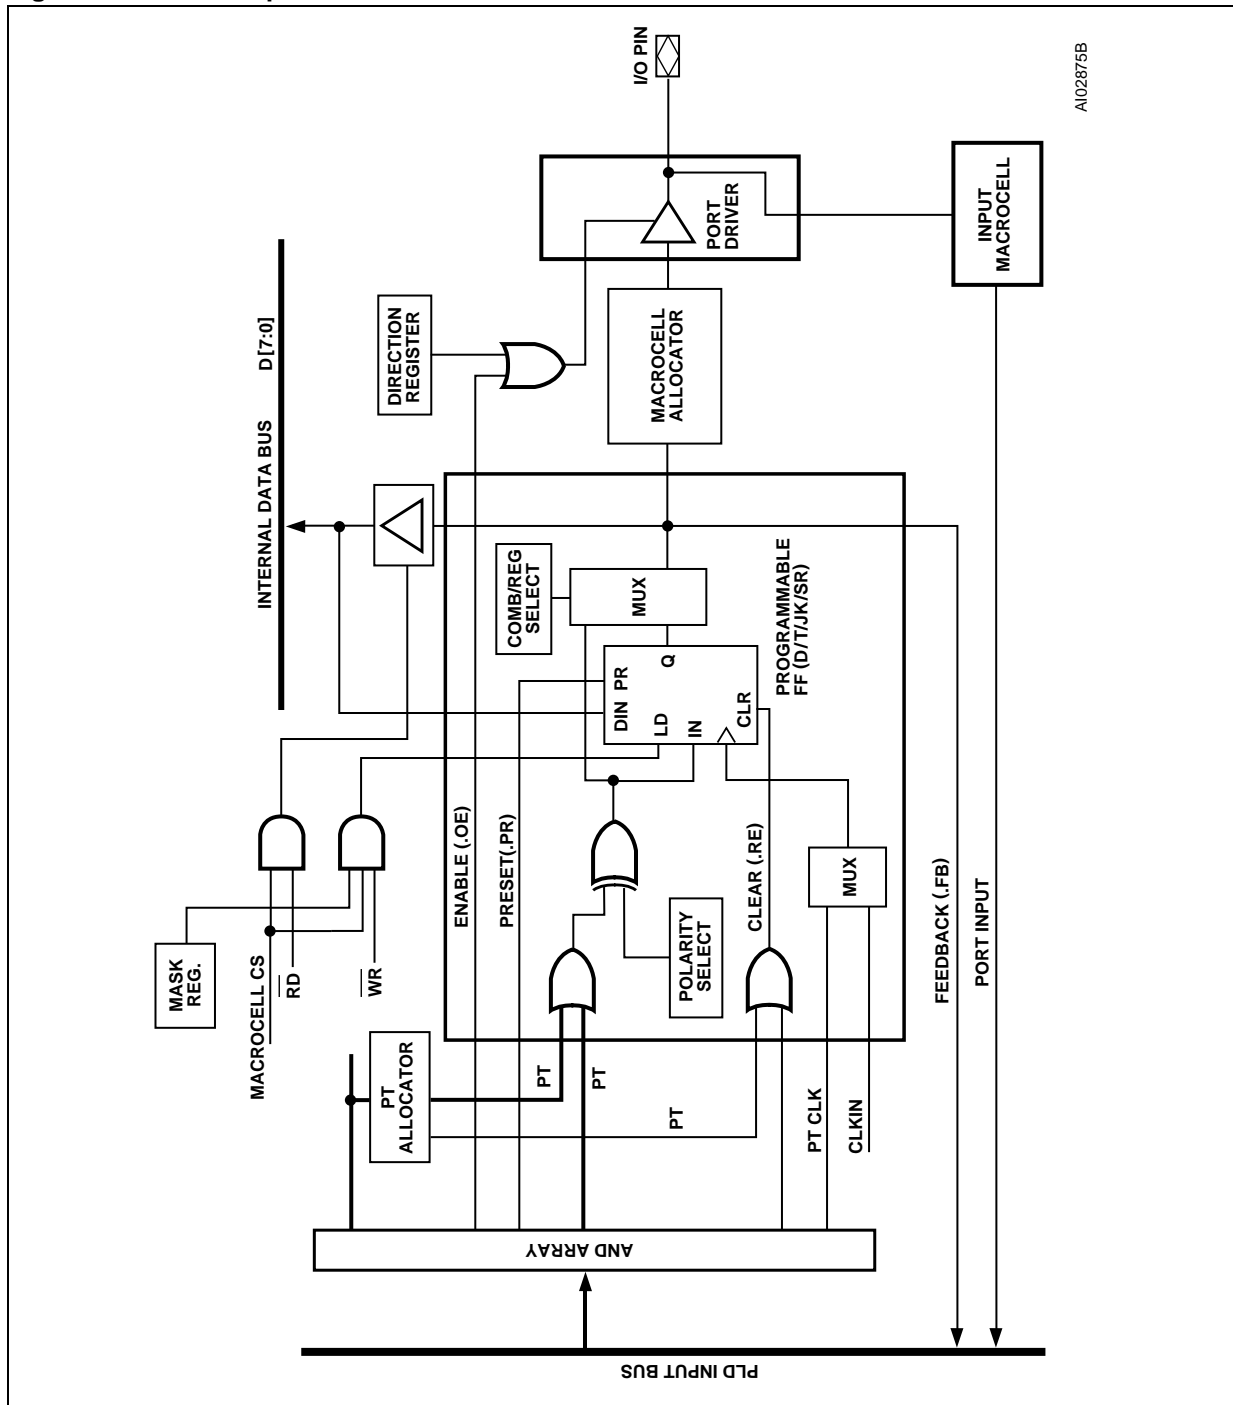 MASK
REG.
MACROCELL CS
RD
WR
INTERNAL DATA BUS D[7:0]
DIRECTION
REGISTER
I/O PIN
AI02875B
PT
ALLOCATOR
PT
PT
PT
ENABLE (.OE)
PRESET(.PR)
COMB/REG
SELECT
MUX
DIN PR
LD
Q
IN
CLR
PROGRAMMABLE
FF (D/T/JK/SR)
MACROCELL
ALLOCATOR
PORT
DRIVER
INPUT
MACROCELL
POLARITY
SELECT
CLEAR (.RE)
MUX
PT CLK
CLKIN
FEEDBACK (.FB)
PORT INPUT
AND ARRAY
PLD INPUT BUS